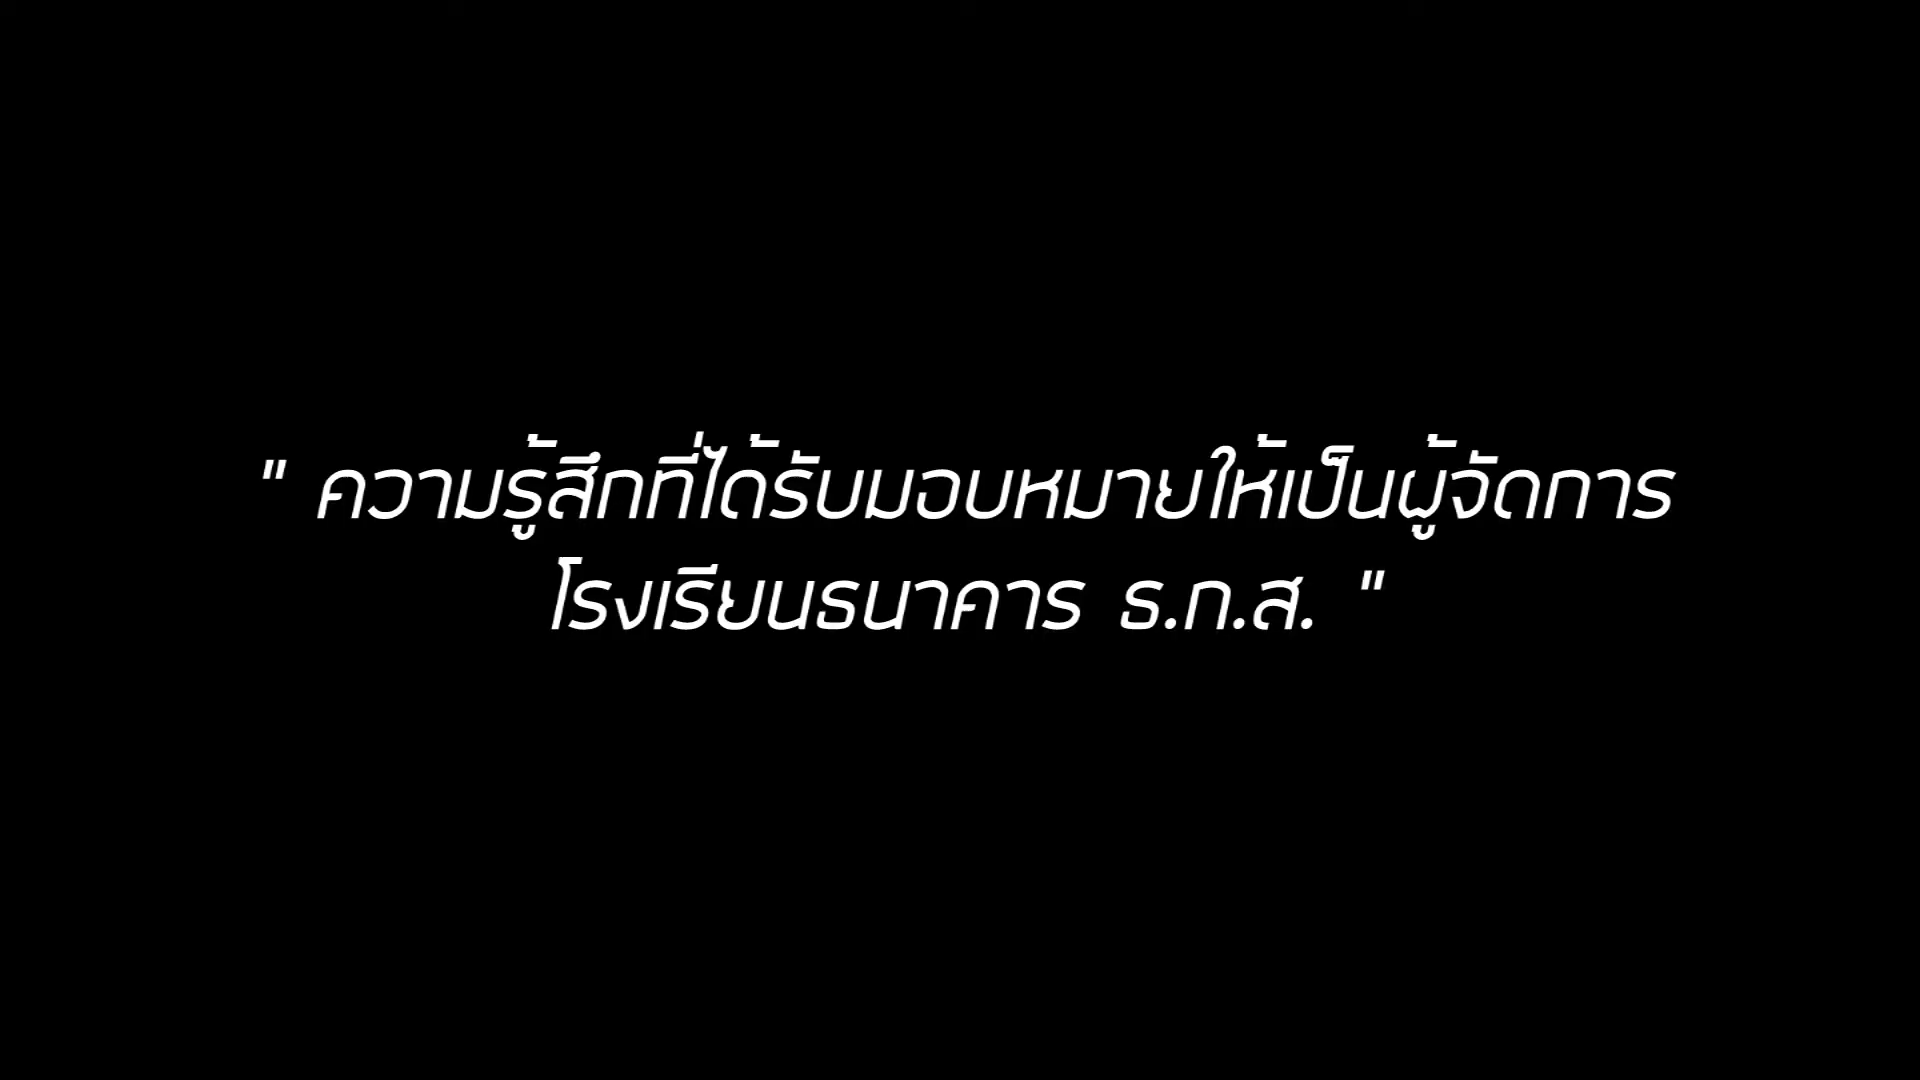 " ความรู้สึกที่ได้รับมอบหมายให้เป็นผู้จัดการ
โรงเรียนธนาคาร ธ.ก.ส. "